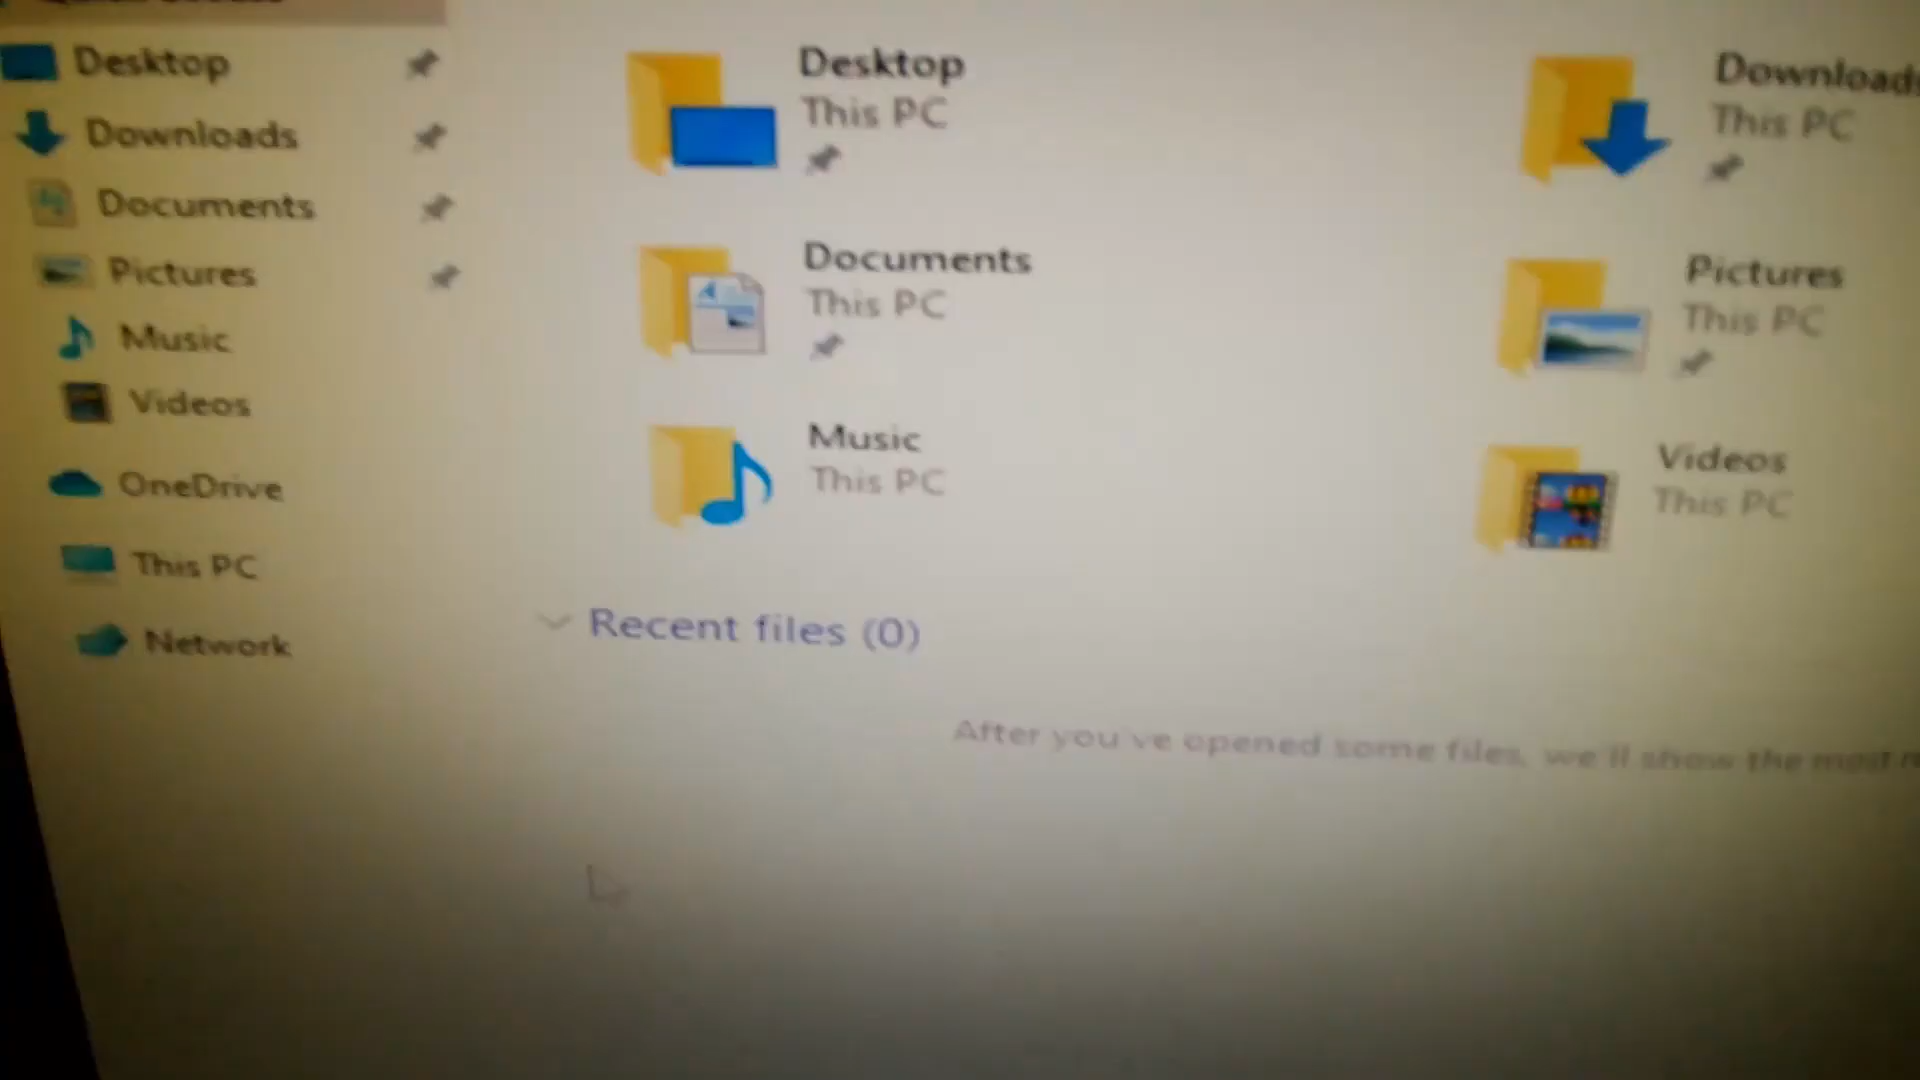 Desktop
Downloads
Documents
Pictures
Music
Videos
OneDrive
This PC
Network
Desktop
This PC
Downloads
This PC
Documents
This PC
Pictures
This PC
Music
This PC
Videos
This PC
Recent files (0)
After you've opened some files, we'll show the most